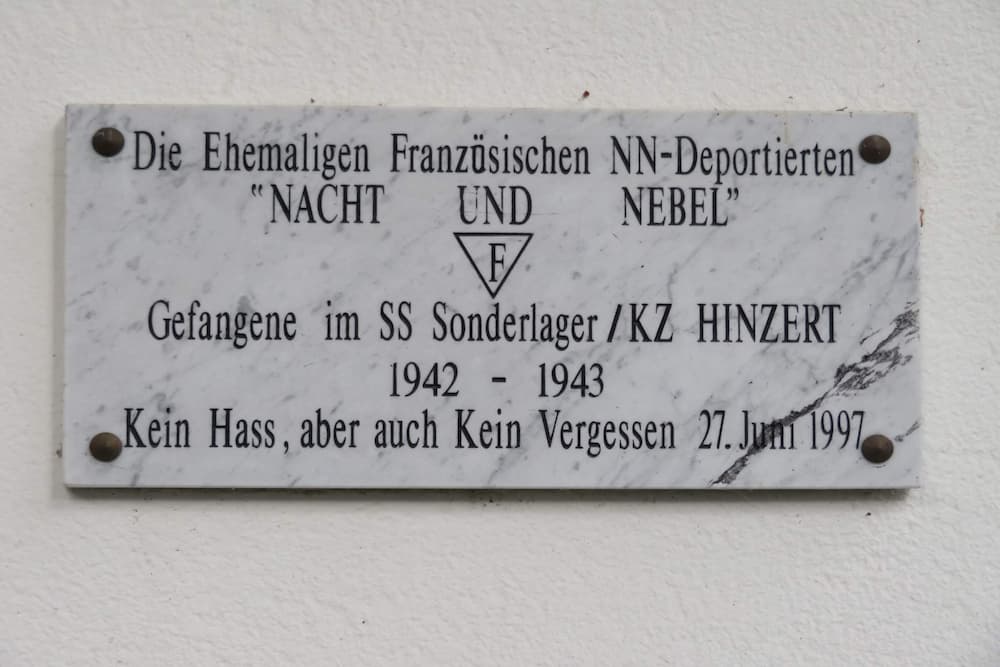 Die Ehemaligen Französischen NN-Deportierten
"NACHT UND NEBEL"
F
Gefangene im SS Sonderlager/KZ HINZERT
1942 - 1943
Kein Hass, aber auch Kein Vergessen 27. Juni 1997